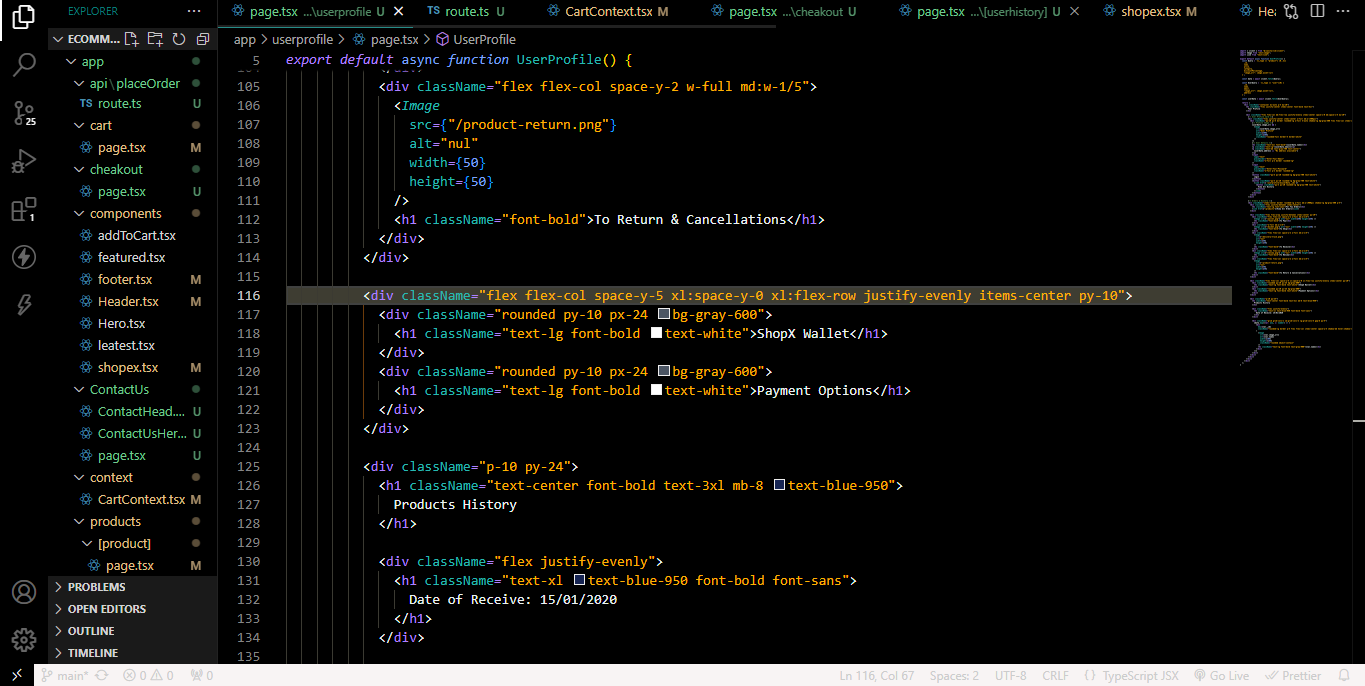 EXPLORER
page.tsx ...\userprofile U
TS route.ts U
CartContext.tsx M
page.tsx ...\cheakout U
page.tsx ...\[userhistory] U
shopex.tsx M
ECOMM...
app > userprofile > page.tsx > UserProfile
app
api\placeOrder
TS route.ts U
cart
page.tsx M
cheakout
page.tsx U
components
addToCart.tsx
featured.tsx
footer.tsx M
Header.tsx M
Hero.tsx
leatest.tsx
shopex.tsx M
ContactUs
ContactHead.... U
ContactUsHer... U
page.tsx U
context
CartContext.tsx M
products
[product]
page.tsx M
PROBLEMS
OPEN EDITORS
OUTLINE
TIMELINE
25
1
5 export default async function UserProfile() {
105 <div className="flex flex-col space-y-2 w-full md:w-1/5">
106 <Image
107 src={"/product-return.png"}
108 alt="nul"
109 width={50}
110 height={50}
111 />
112 <h1 className="font-bold">To Return & Cancellations</h1>
113 </div>
114 </div>
115
116 <div className="flex flex-col space-y-5 xl:space-y-0 xl:flex-row justify-evenly items-center py-10">
117 <div className="rounded py-10 px-24 bg-gray-600">
118 <h1 className="text-lg font-bold text-white">ShopX Wallet</h1>
119 </div>
120 <div className="rounded py-10 px-24 bg-gray-600">
121 <h1 className="text-lg font-bold text-white">Payment Options</h1>
122 </div>
123 </div>
124
125 <div className="p-10 py-24">
126 <h1 className="text-center font-bold text-3xl mb-8 text-blue-950">
127 Products History
128 </h1>
129
130 <div className="flex justify-evenly">
131 <h1 className="text-xl text-blue-950 font-bold font-sans">
132 Date of Receive: 15/01/2020
133 </h1>
134 </div>
135
main* 0 0 0 Ln 116, Col 67 Spaces: 2 UTF-8 CRLF {} TypeScript JSX Go Live Prettier